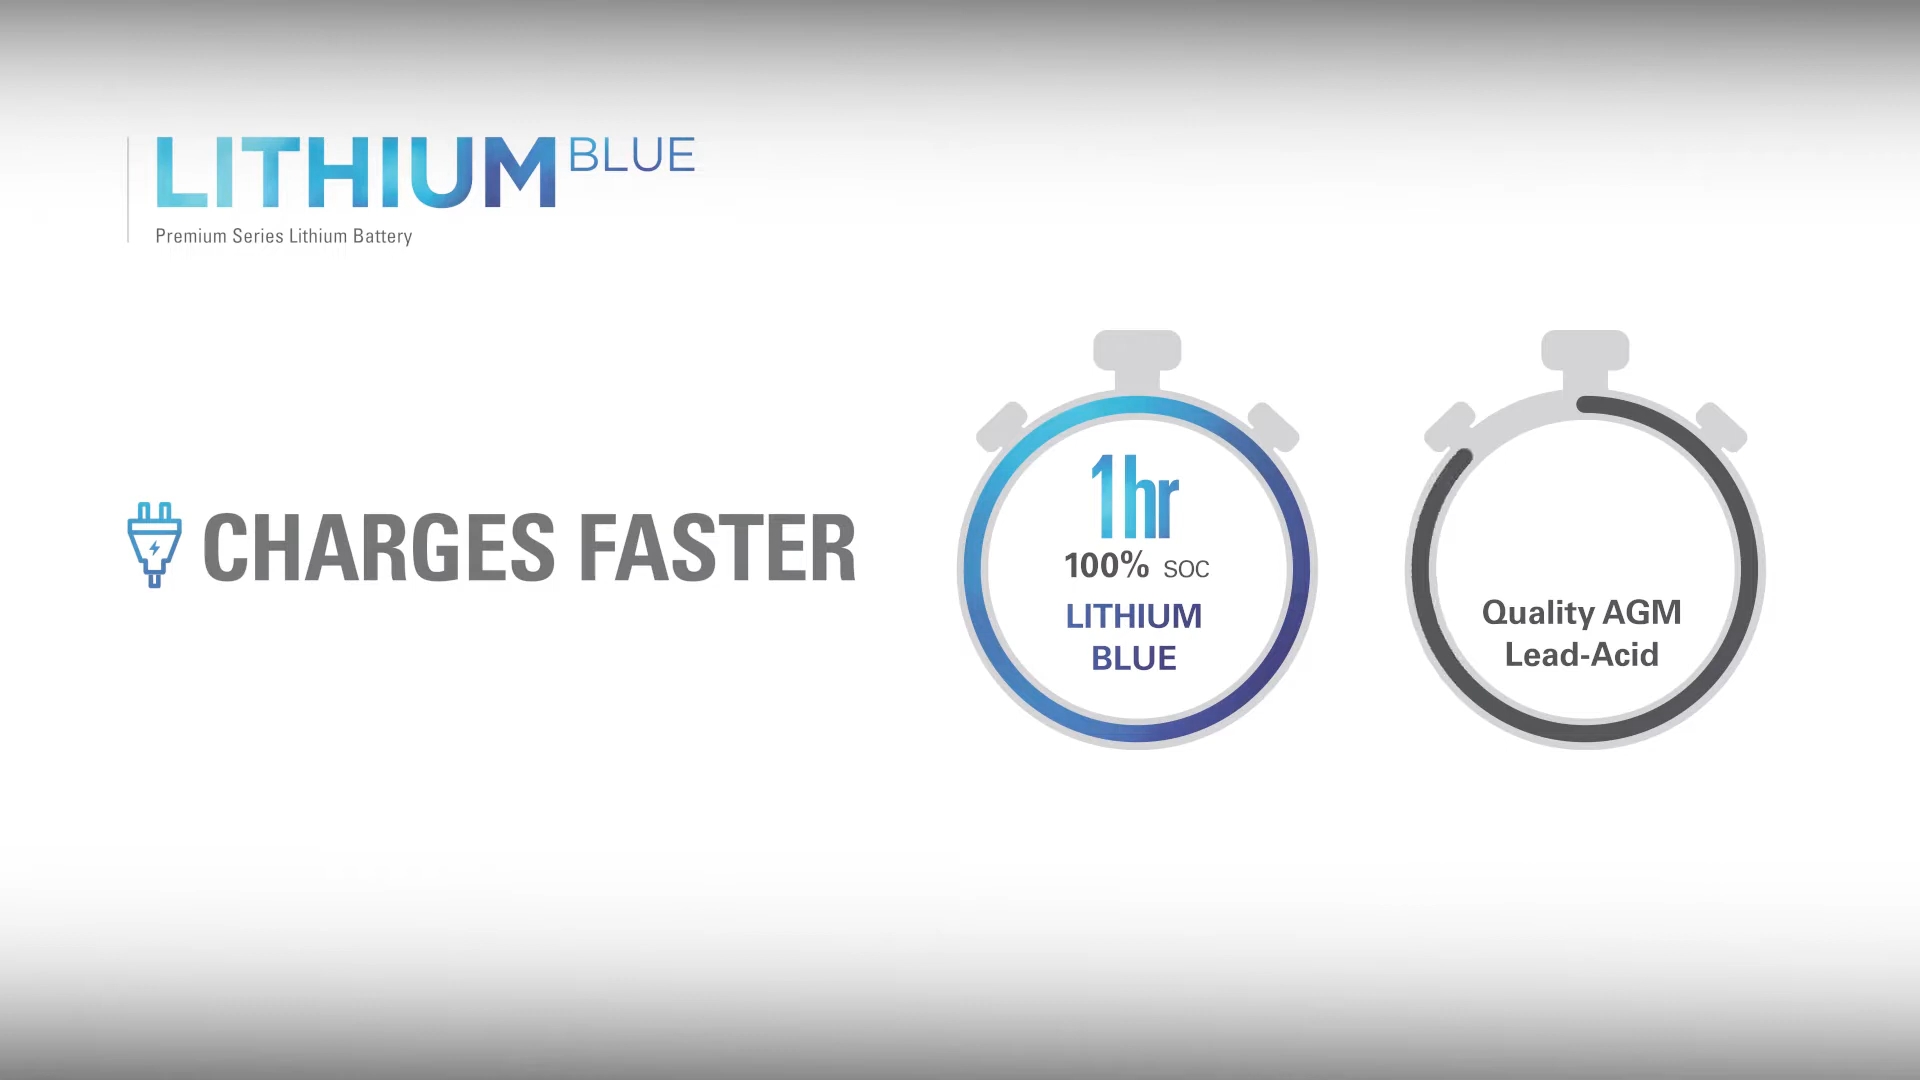 LITHIUM BLUE
Premium Series Lithium Battery
CHARGES FASTER
1hr
100% SOC
LITHIUM
BLUE
Quality AGM
Lead-Acid